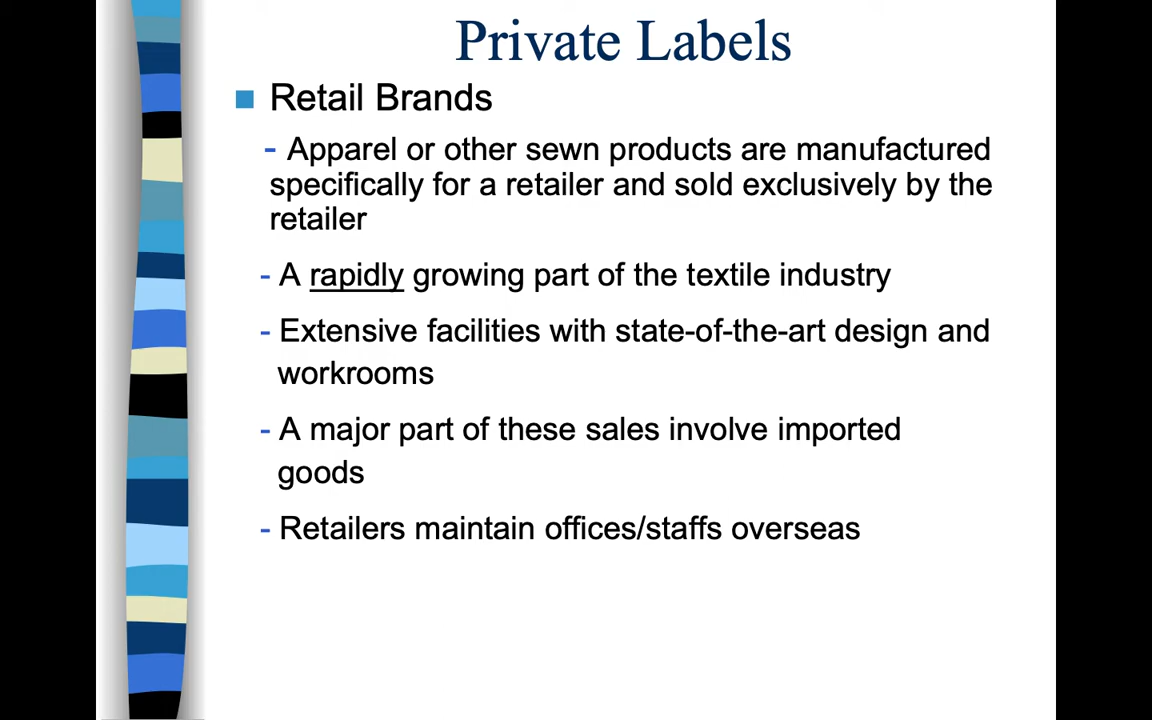 Private Labels
Retail Brands
- Apparel or other sewn products are manufactured
specifically for a retailer and sold exclusively by the
retailer
- A rapidly growing part of the textile industry
- Extensive facilities with state-of-the-art design and
workrooms
- A major part of these sales involve imported
goods
- Retailers maintain offices/staffs overseas